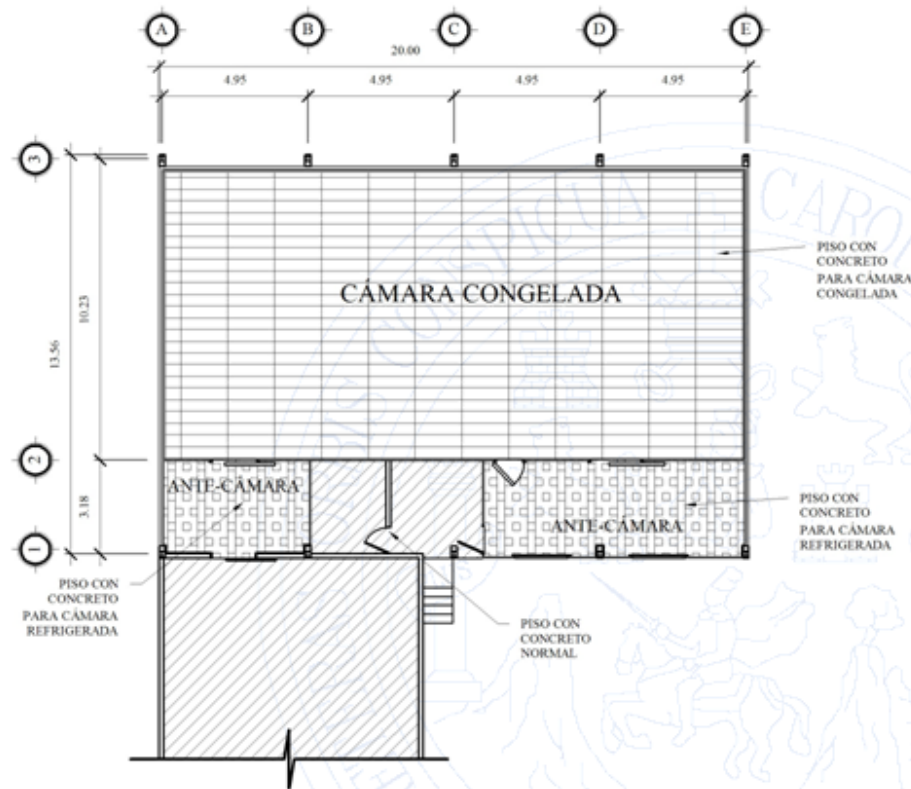 A
B
C
D
E
20.00
4.95
4.95
4.95
4.95
3
2
1
13.56
10.23
3.18
CÁMARA CONGELADA
PISO CON
CONCRETO
PARA CÁMARA
CONGELADA
ANTE-CÁMARA
ANTE-CÁMARA
PISO CON
CONCRETO
PARA CÁMARA
REFRIGERADA
PISO CON
CONCRETO
PARA CÁMARA
REFRIGERADA
PISO CON
CONCRETO
NORMAL
CONSPICUA
CARO